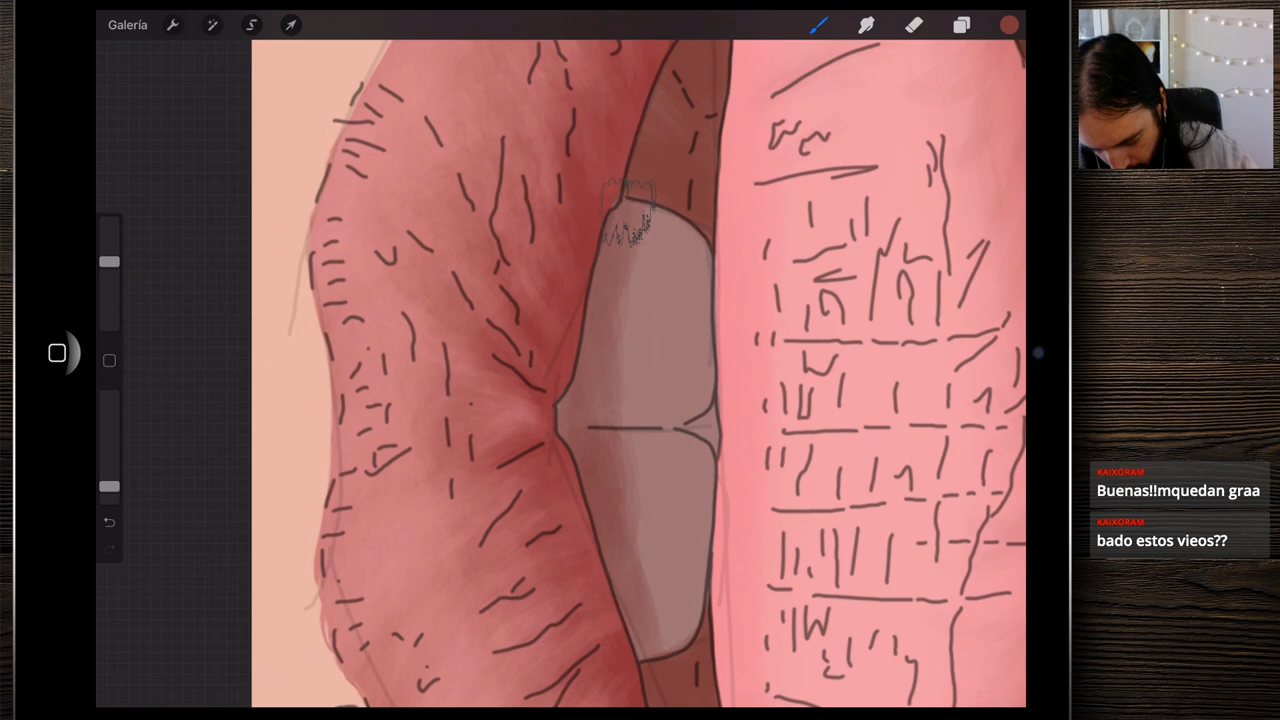 Galería
KAIXORAM
Buenas!!mquedan graa
KAIXORAM
bado estos vieos??